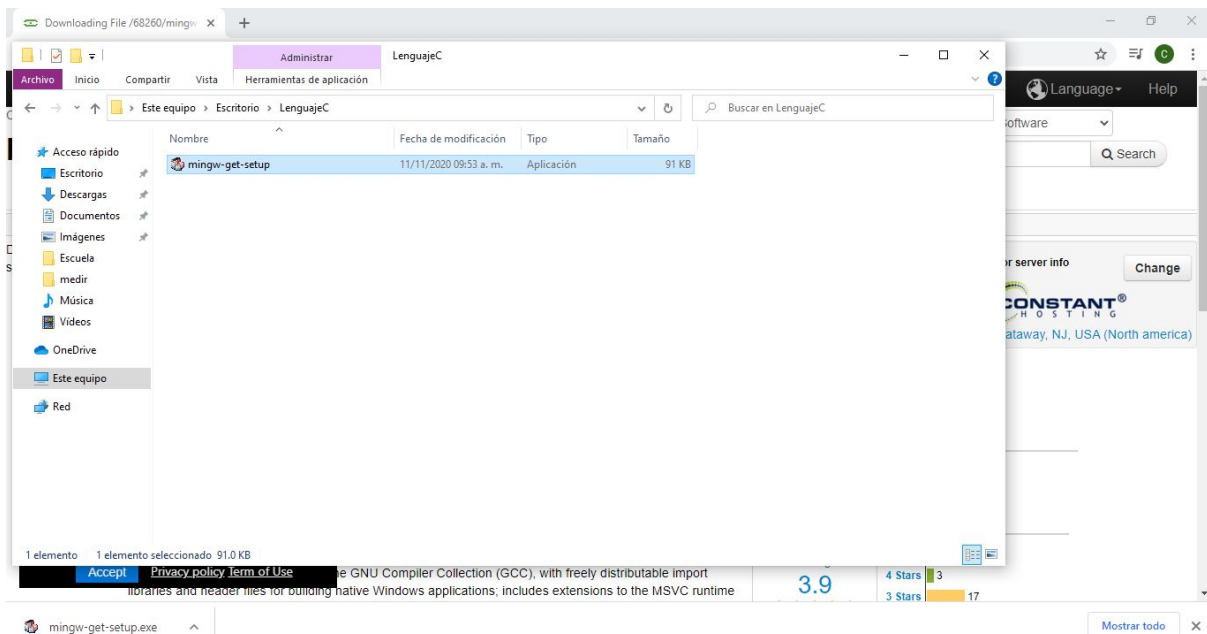 Downloading File /68260/mingw
Administrar
LenguajeC
Archivo
Inicio
Compartir
Vista
Herramientas de aplicación
Language
Help
Este equipo > Escritorio > LenguajeC
Buscar en LenguajeC
Search
Nombre
Fecha de modificación
Tipo
Tamaño
mingw-get-setup
11/11/2020 09:53 a. m.
Aplicación
91 KB
Acceso rápido
Escritorio
Descargas
Documentos
Imágenes
Escuela
medir
Música
Vídeos
OneDrive
Este equipo
Red
server info
Change
CONSTANT®
HOSTING
NJ, USA (North america)
1 elemento
1 elemento seleccionado 91.0 KB
Accept
Privacy policy Term of Use
GNU Compiler Collection (GCC), with freely distributable import
libraries and header files for building native Windows applications; includes extensions to the MSVC runtime
3.9
4 Stars
3
3 Stars
17
mingw-get-setup.exe
Mostrar todo